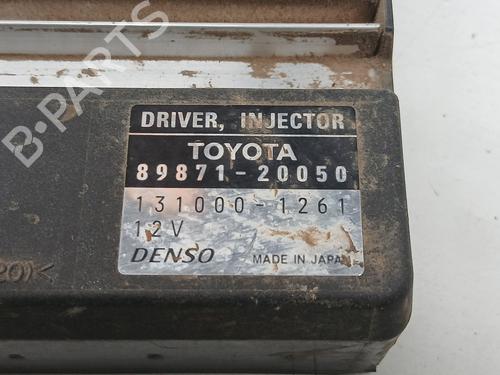 B-PARTS
DRIVER, INJECTOR
TOYOTA
89871-20050
131000-1261
12V
DENSO MADE IN JAPAN